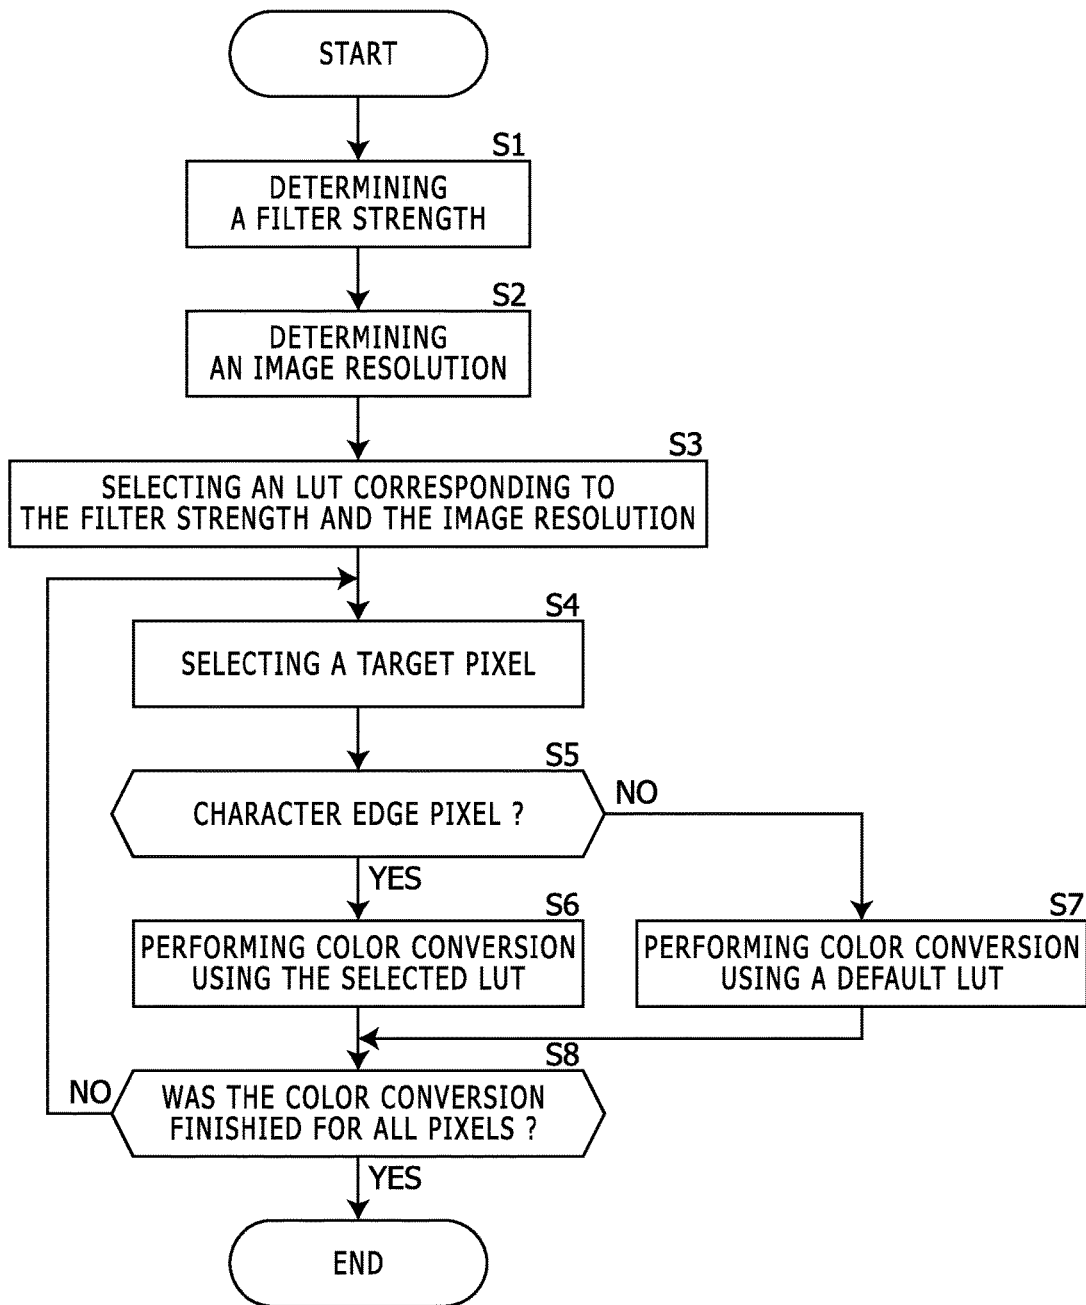 START
S1
DETERMINING
A FILTER STRENGTH
S2
DETERMINING
AN IMAGE RESOLUTION
S3
SELECTING AN LUT CORRESPONDING TO
THE FILTER STRENGTH AND THE IMAGE RESOLUTION
S4
SELECTING A TARGET PIXEL
S5
CHARACTER EDGE PIXEL ?
NO
YES
S6
PERFORMING COLOR CONVERSION
USING THE SELECTED LUT
S7
PERFORMING COLOR CONVERSION
USING A DEFAULT LUT
S8
NO
WAS THE COLOR CONVERSION
FINISHIED FOR ALL PIXELS ?
YES
END